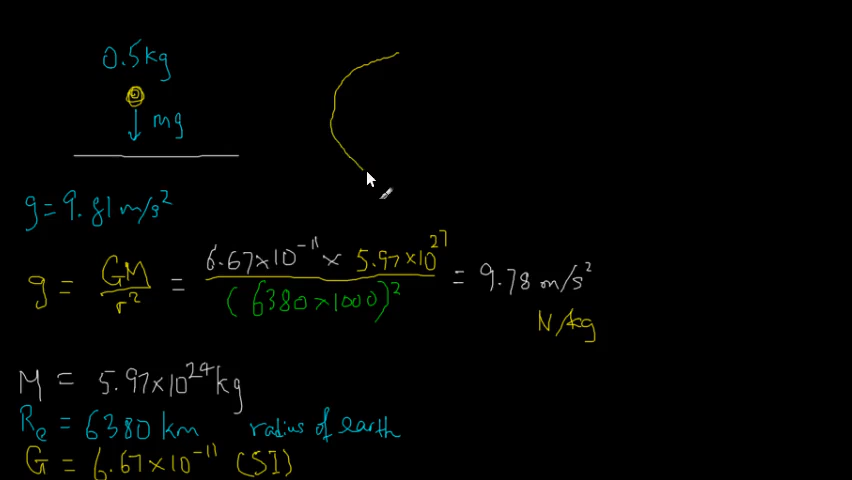 0.5kg
mg
g = 9.81 m/s²
g = GM/r² = 6.67×10⁻¹¹ × 5.97×10²⁷ / (6380×1000)² = 9.78 m/s²
N/kg
M = 5.97×10²⁴ kg
Re = 6380 km radius of earth
G = 6.67×10⁻¹¹ (SI)